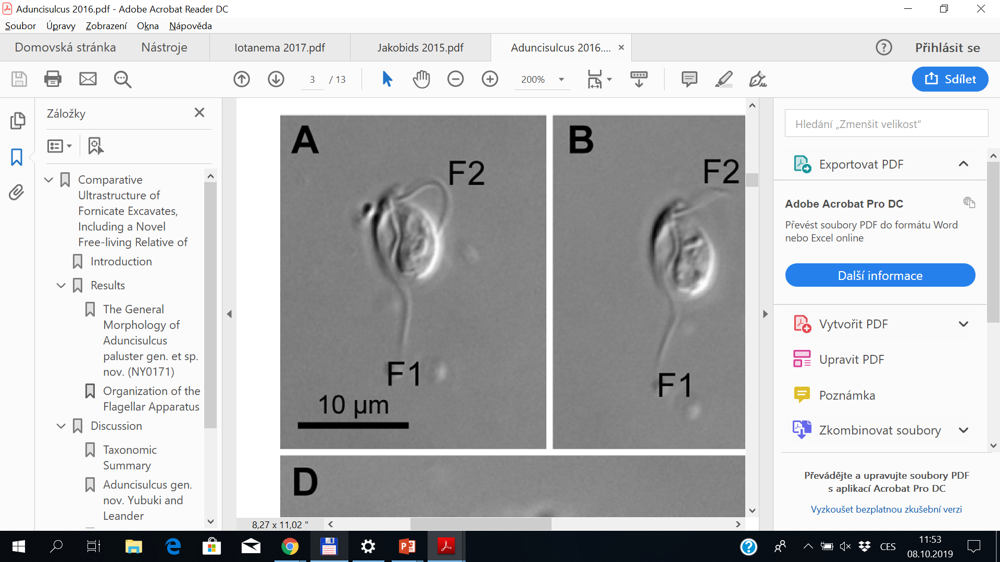 Aduncisulcus 2016.pdf - Adobe Acrobat Reader DC
Soubor Úpravy Zobrazení Okna Nápověda
Domovská stránka Nástroje Iotanema 2017.pdf Jakobids 2015.pdf Aduncisulcus 2016.... Přihlásit se
3 / 13 200% Sdílet
Záložky
Comparative
Ultrastructure of
Fornicate Excavates,
Including a Novel
Free-living Relative of
Introduction
Results
The General
Morphology of
Aduncisulcus
paluster gen. et sp.
nov. (NY0171)
Organization of the
Flagellar Apparatus
Discussion
Taxonomic
Summary
Aduncisulcus gen.
nov. Yubuki and
Leander
A
F2
F1
10 µm
B
F2
F1
D
8,27 x 11,02 "
Hledání „Zmenšit velikost“
Exportovat PDF
Adobe Acrobat Pro DC
Převést soubory PDF do formátu Word
nebo Excel online
Další informace
Vytvořit PDF
Upravit PDF
Poznámka
Zkombinovat soubory
Převádějte a upravujte soubory PDF
s aplikací Acrobat Pro DC
Vyzkoušet bezplatnou zkušební verzi
CES
11:53
08.10.2019